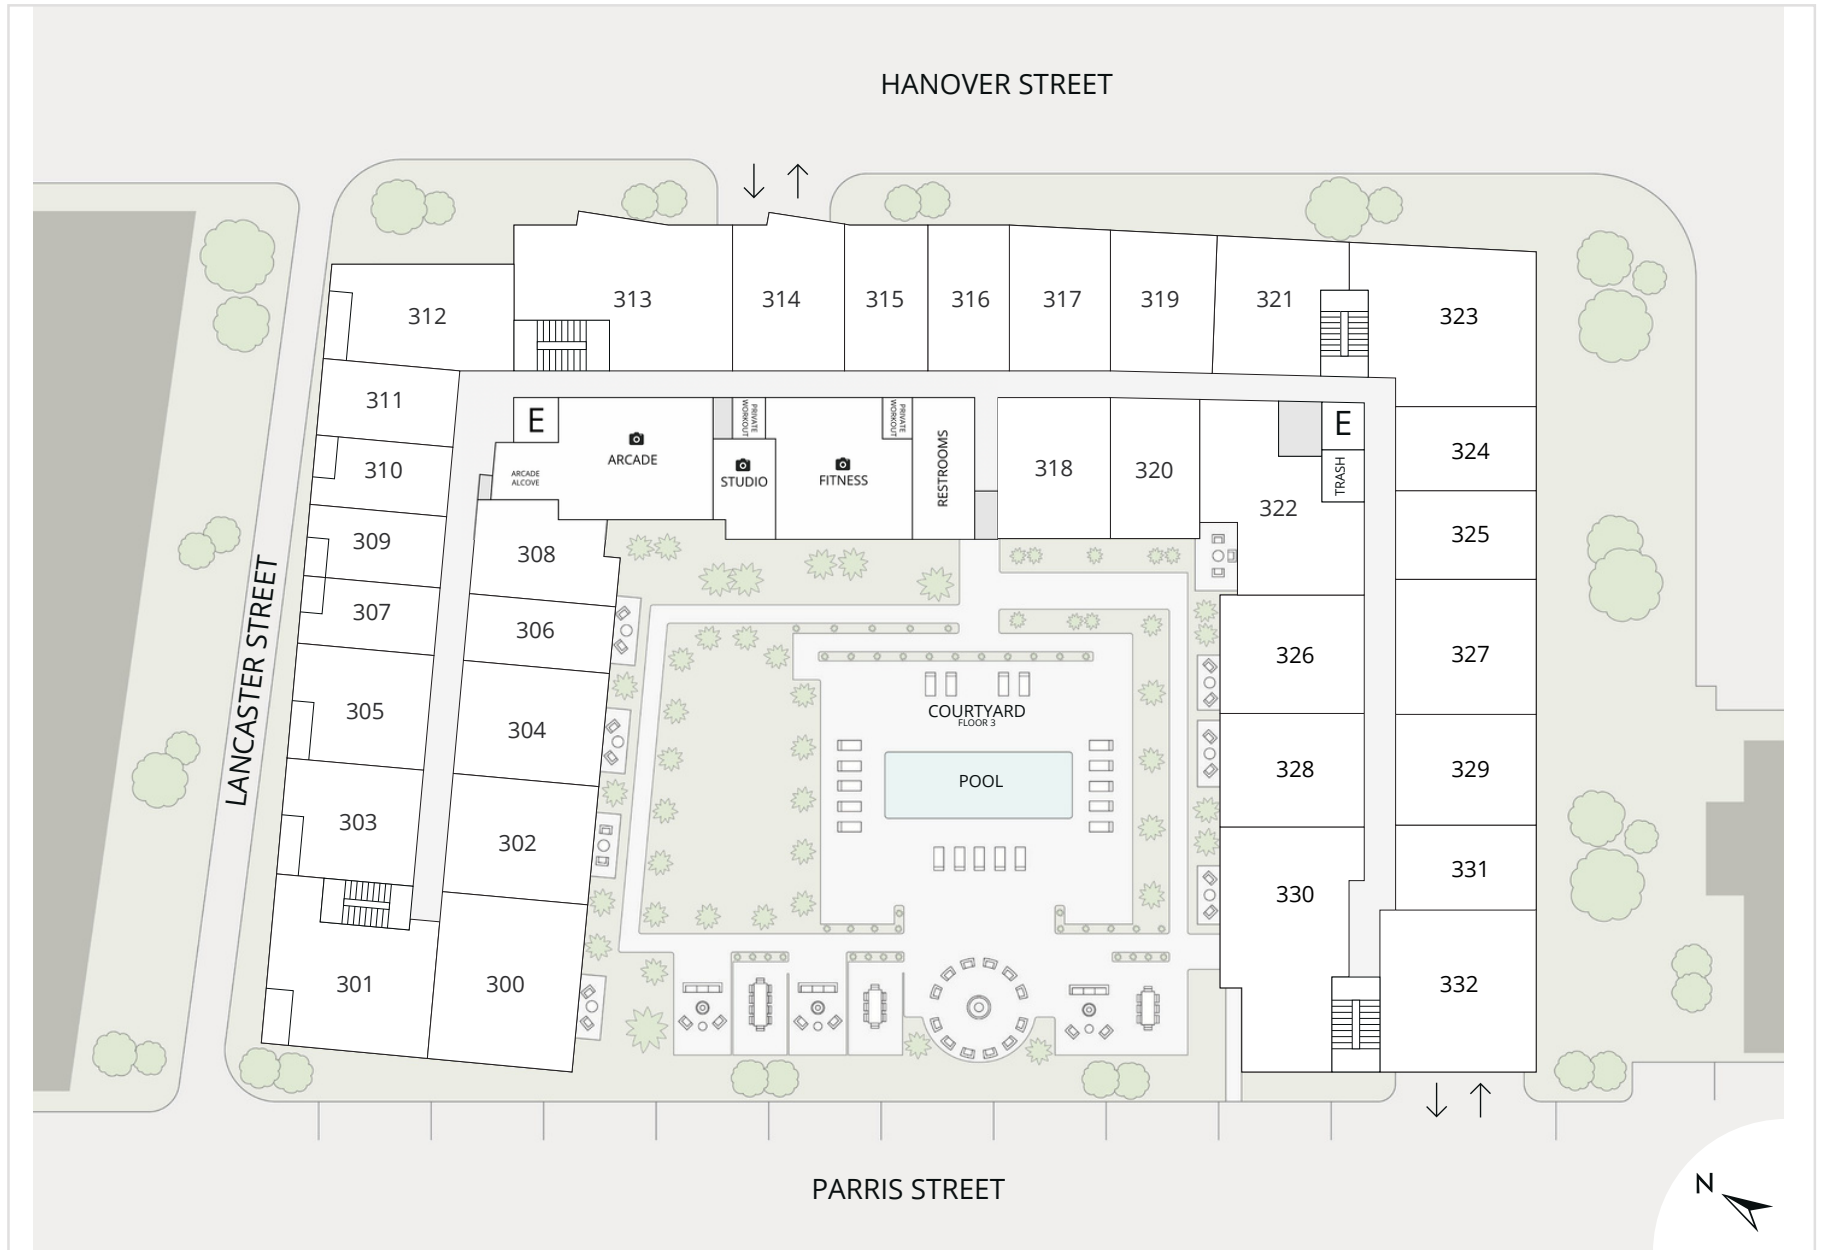 HANOVER STREET
313
314
315
316
317
319
321
323
312
311
310
309
307
305
303
301
E
ARCADE
ARCADE
ALCOVE
PRIVATE
WORKOUT
STUDIO
FITNESS
PRIVATE
WORKOUT
RESTROOMS
318
320
322
E
TRASH
324
325
327
329
331
332
308
306
304
302
300
326
328
330
COURTYARD
FLOOR 3
POOL
LANCASTER STREET
PARRIS STREET
N